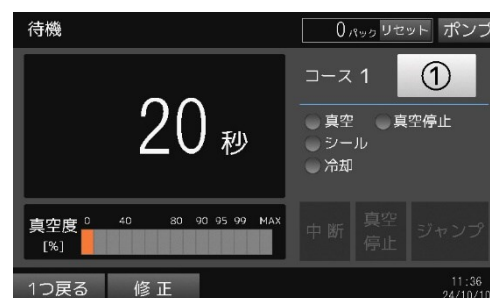 待機
0 パック リセット ポンプ
コース 1 ①
20 秒
真空 真空停止
シール
冷却
真空度 [%] 0 40 80 90 95 99 MAX
中断 真空停止 ジャンプ
1つ戻る 修正
11:36
24/10/10